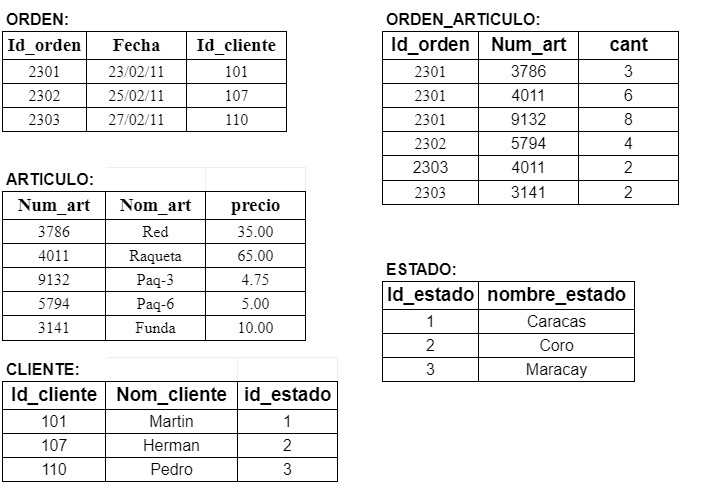 ORDEN:
Id_orden Fecha Id_cliente
2301 23/02/11 101
2302 25/02/11 107
2303 27/02/11 110
ARTICULO:
Num_art Nom_art precio
3786 Red 35.00
4011 Raqueta 65.00
9132 Paq-3 4.75
5794 Paq-6 5.00
3141 Funda 10.00
CLIENTE:
Id_cliente Nom_cliente id_estado
101 Martin 1
107 Herman 2
110 Pedro 3
ORDEN_ARTICULO:
Id_orden Num_art cant
2301 3786 3
2301 4011 6
2301 9132 8
2302 5794 4
2303 4011 2
2303 3141 2
ESTADO:
Id_estado nombre_estado
1 Caracas
2 Coro
3 Maracay